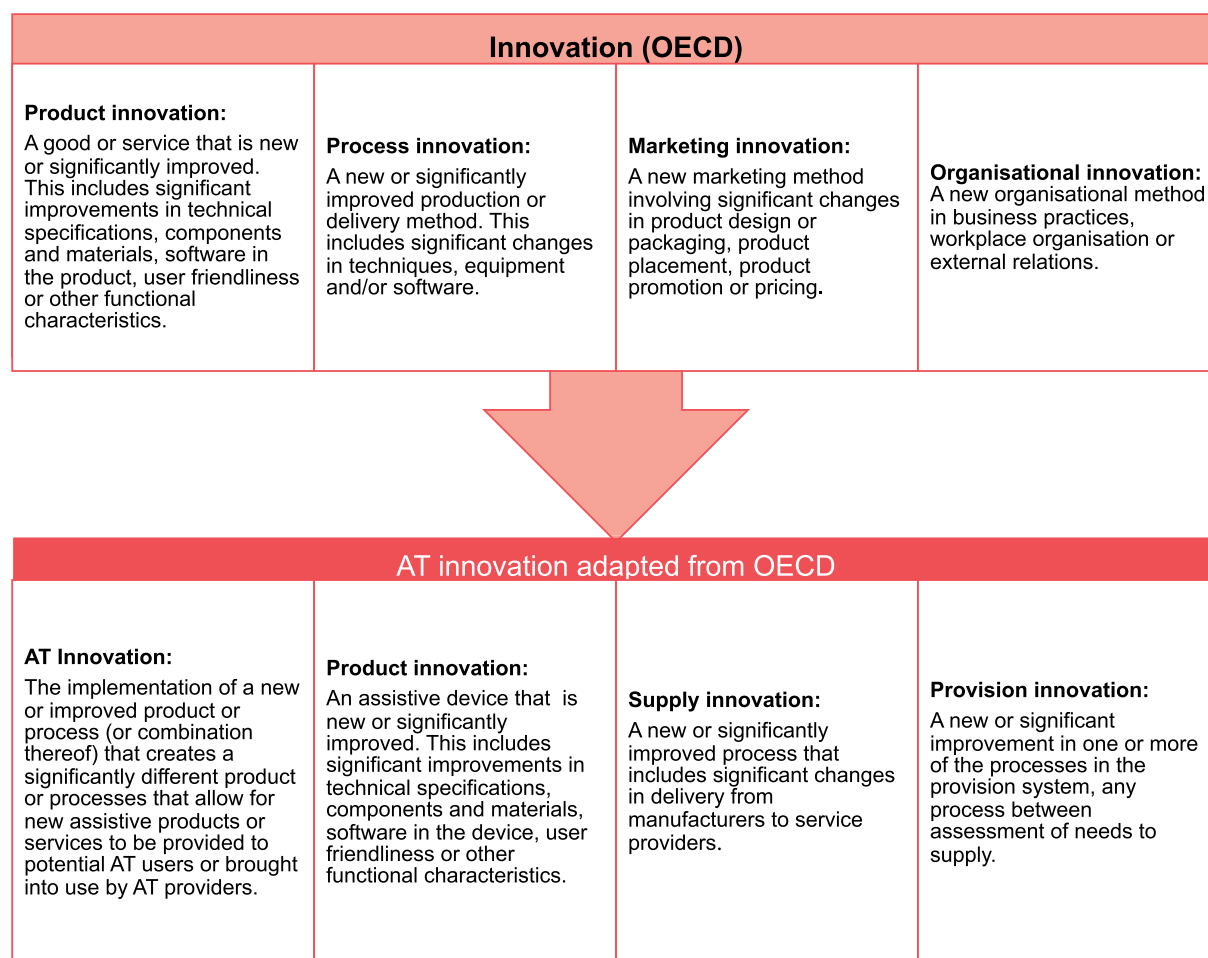 Innovation (OECD)
Product innovation:
A good or service that is new
or significantly improved.
This includes significant
improvements in technical
specifications, components
and materials, software in
the product, user friendliness
or other functional
characteristics.
Process innovation:
A new or significantly
improved production or
delivery method. This
includes significant changes
in techniques, equipment
and/or software.
Marketing innovation:
A new marketing method
involving significant changes
in product design or
packaging, product
placement, product
promotion or pricing.
Organisational innovation:
A new organisational method
in business practices,
workplace organisation or
external relations.
AT innovation adapted from OECD
AT Innovation:
The implementation of a new
or improved product or
process (or combination
thereof) that creates a
significantly different product
or processes that allow for
new assistive products or
services to be provided to
potential AT users or brought
into use by AT providers.
Product innovation:
An assistive device that  is
new or significantly
improved. This includes
significant improvements in
technical specifications,
components and materials,
software in the device, user
friendliness or other
functional characteristics.
Supply innovation:
A new or significantly
improved process that
includes significant changes
in delivery from
manufacturers to service
providers.
Provision innovation:
A new or significant
improvement in one or more
of the processes in the
provision system, any
process between
assessment of needs to
supply.